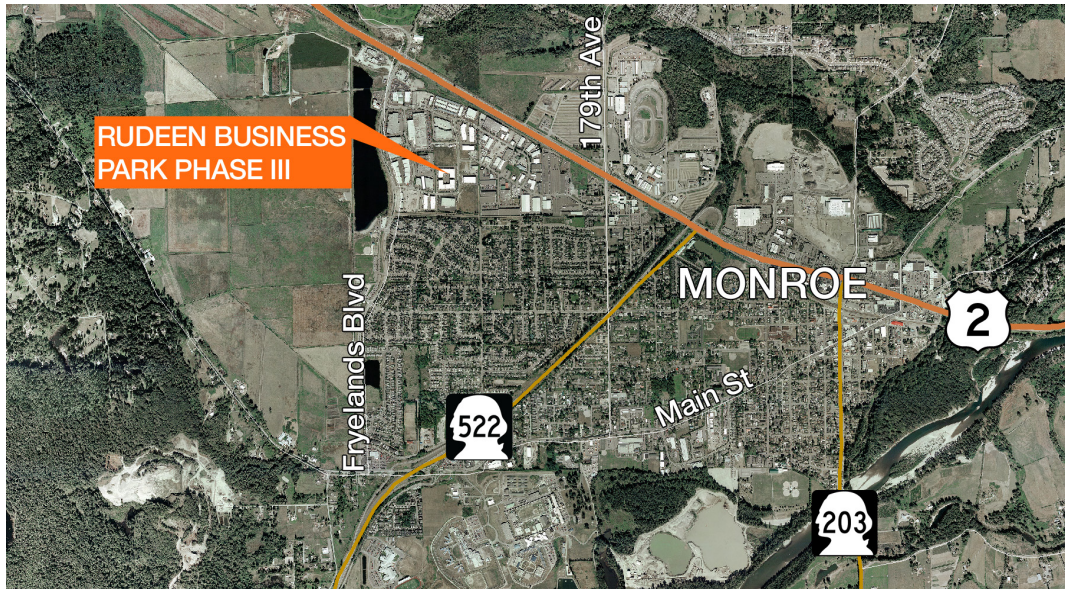 179th Ave
RUDEEN BUSINESS
PARK PHASE III
MONROE
2
Fryelands Blvd
Main St
522
203